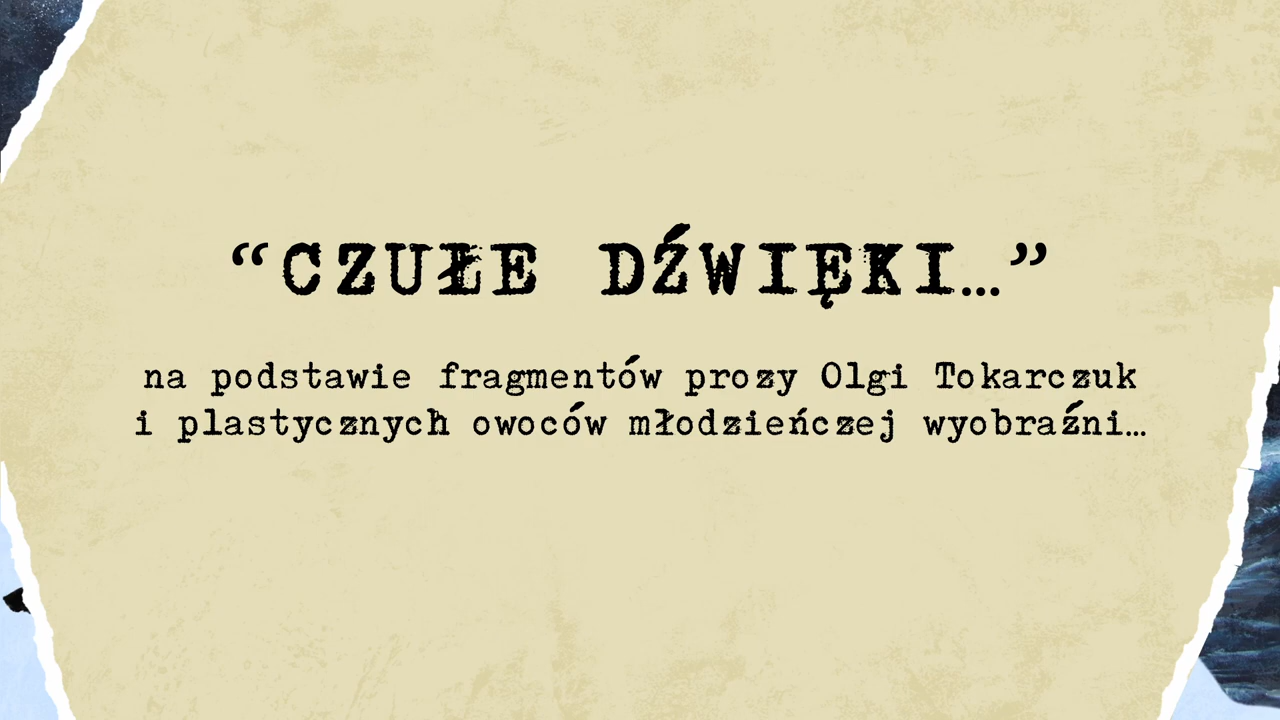 “CZUŁE DŹWIĘKI…”
na podstawie fragmentów prozy Olgi Tokarczuk
i plastycznych owoców młodzieńczej wyobraźni…